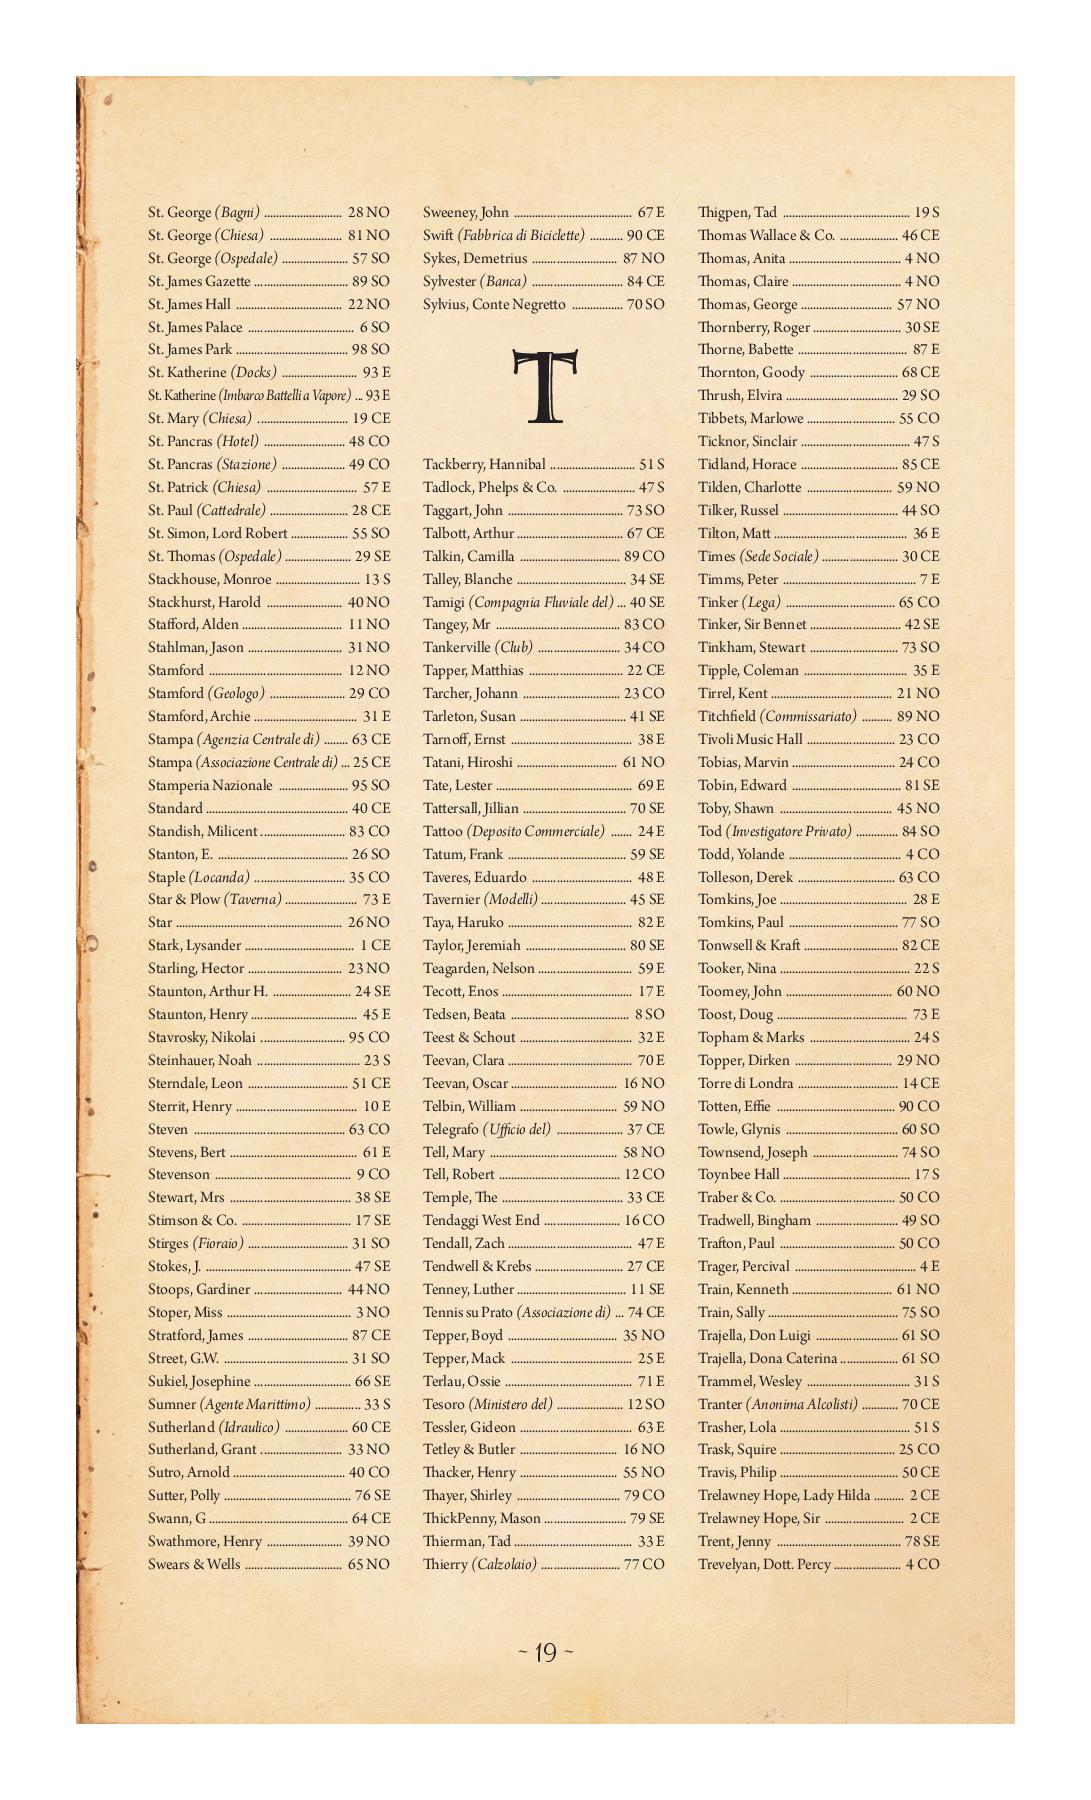 St. George (Bagni) ........................... 28 NO
St. George (Chiesa) ......................... 81 NO
St. George (Ospedale) ....................... 57 SO
St. James Gazette ................................ 89 SO
St. James Hall ..................................... 22 NO
St. James Palace ..................................... 6 SO
St. James Park ...................................... 98 SO
St. Katherine (Docks) .......................... 93 E
St. Katherine (Imbarco Battelli a Vapore) ... 93 E
St. Mary (Chiesa) ............................... 19 CE
St. Pancras (Hotel) ............................ 48 CO
St. Pancras (Stazione) ...................... 49 CO
St. Patrick (Chiesa) ............................... 57 E
St. Paul (Cattedrale) ........................... 28 CE
St. Simon, Lord Robert .................... 55 SO
St. Thomas (Ospedale) ....................... 29 SE
Stackhouse, Monroe ............................. 13 S
Stackhurst, Harold .......................... 40 NO
Stafford, Alden .................................. 11 NO
Stahlman, Jason ................................ 31 NO
Stamford .............................................. 12 NO
Stamford (Geologo) .......................... 29 CO
Stamford, Archie .................................... 31 E
Stampa (Agenzia Centrale di) ........ 63 CE
Stampa (Associazione Centrale di) ... 25 CE
Stamperia Nazionale ........................ 95 SO
Standard ................................................. 40 CE
Standish, Milicent ............................. 83 CO
Stanton, E. ............................................. 26 SO
Staple (Locanda) ................................ 35 CO
Star & Plow (Taverna) ........................... 73 E
Star ......................................................... 26 NO
Stark, Lysander ...................................... 1 CE
Starling, Hector ................................ 23 NO
Staunton, Arthur H. ........................... 24 SE
Staunton, Henry ..................................... 45 E
Stavrosky, Nikolai .............................. 95 CO
Steinhauer, Noah ................................... 23 S
Sterndale, Leon ................................... 51 CE
Sterrit, Henry .......................................... 10 E
Steven .................................................... 63 CO
Stevens, Bert ............................................ 61 E
Stevenson ................................................ 9 CO
Stewart, Mrs ......................................... 38 SE
Stimson & Co. ..................................... 17 SE
Stirges (Fioraio) ................................... 31 SO
Stokes, J. ................................................. 47 SE
Stoops, Gardiner .............................. 44 NO
Stoper, Miss ........................................... 3 NO
Stratford, James ................................... 87 CE
Street, G.W. ........................................... 31 SO
Sukiel, Josephine ................................. 66 SE
Sumner (Agente Marittimo) ................ 33 S
Sutherland (Idraulico) ...................... 60 CE
Sutherland, Grant ............................ 33 NO
Sutro, Arnold ...................................... 40 CO
Sutter, Polly ........................................... 76 SE
Swann, G ................................................ 64 CE
Swathmore, Henry ........................... 39 NO
Swears & Wells .................................. 65 NO
Sweeney, John ......................................... 67 E
Swift (Fabbrica di Biciclette) ........... 90 CE
Sykes, Demetrius .............................. 87 NO
Sylvester (Banca) ................................ 84 CE
Sylvius, Conte Negretto .................. 70 SO
T
Tackberry, Hannibal .............................. 51 S
Tadlock, Phelps & Co. .......................... 47 S
Taggart, John ........................................ 73 SO
Talbott, Arthur ...................................... 67 CE
Talkin, Camilla ................................... 89 CO
Talley, Blanche ..................................... 34 SE
Tamigi (Compagnia Fluviale del) ... 40 SE
Tangey, Mr ........................................... 83 CO
Tankerville (Club) ............................. 34 CO
Tapper, Matthias .................................. 22 CE
Tarcher, Johann .................................. 23 CO
Tarleton, Susan ..................................... 41 SE
Tarnoff, Ernst .......................................... 38 E
Tatani, Hiroshi ................................... 61 NO
Tate, Lester ............................................... 69 E
Tattersall, Jillian .................................... 70 SE
Tattoo (Deposito Commerciale) ....... 24 E
Tatum, Frank ........................................ 59 SE
Taveres, Eduardo .................................... 48 E
Tavernier (Modelli) ............................. 45 SE
Taya, Haruko ........................................... 82 E
Taylor, Jeremiah ................................... 80 SE
Teagarden, Nelson ................................. 59 E
Tecott, Enos ............................................. 17 E
Tedsen, Beata .......................................... 8 SO
Teest & Schout ........................................ 32 E
Teevan, Clara ........................................... 70 E
Teevan, Oscar ..................................... 16 NO
Telbin, William .................................. 59 NO
Telegrafo (Ufficio del) ....................... 37 CE
Tell, Mary ............................................ 58 NO
Tell, Robert .......................................... 12 CO
Temple, The .......................................... 33 CE
Tendaggi West End .......................... 16 CO
Tendall, Zach ........................................... 47 E
Tendwell & Krebs ................................ 27 CE
Tenney, Luther ...................................... 11 SE
Tennis su Prato (Associazione di) ... 74 CE
Tepper, Boyd ...................................... 35 NO
Tepper, Mack .......................................... 25 E
Terlau, Ossie ............................................ 71 E
Tesoro (Ministero del) ........................ 12 SO
Tessler, Gideon ........................................ 63 E
Tetley & Butler .................................. 16 NO
Thacker, Henry .................................. 55 NO
Thayer, Shirley ..................................... 79 CO
ThickPenny, Mason ............................ 79 SE
Thierman, Tad ......................................... 33 E
Thierry (Calzolaio) ........................... 77 CO
Thigpen, Tad ............................................ 19 S
Thomas Wallace & Co. .................... 46 CE
Thomas, Anita ...................................... 4 NO
Thomas, Claire ..................................... 4 NO
Thomas, George ................................ 57 NO
Thornberry, Roger .............................. 30 SE
Thorne, Babette ...................................... 87 E
Thornton, Goody ............................... 68 CE
Thrush, Elvira ....................................... 29 SO
Tibbets, Marlowe ................................ 55 CO
Ticknor, Sinclair ...................................... 47 S
Tidland, Horace .................................. 85 CE
Tilden, Charlotte ............................... 59 NO
Tilker, Russel ......................................... 44 SO
Tilton, Matt .............................................. 36 E
Times (Sede Sociale) ........................... 30 CE
Timms, Peter .............................................. 7 E
Tinker (Lega) ...................................... 65 CO
Tinker, Sir Bennet ............................... 42 SE
Tinkham, Stewart ................................ 73 SO
Tipple, Coleman ..................................... 35 E
Tirrel, Kent .......................................... 21 NO
Titchfield (Commissariato) .......... 89 NO
Tivoli Music Hall ............................... 23 CO
Tobias, Marvin .................................... 24 CO
Tobin, Edward ...................................... 81 SE
Toby, Shawn ....................................... 45 NO
Tod (Investigatore Privato) .............. 84 SO
Todd, Yolande ....................................... 4 CO
Tolleson, Derek ................................... 63 CO
Tomkins, Joe ............................................ 28 E
Tomkins, Paul ....................................... 77 SO
Tonwsell & Kraft ................................. 82 CE
Tooker, Nina ............................................ 22 S
Toomey, John ..................................... 60 NO
Toost, Doug ............................................. 73 E
Topham & Marks .................................. 24 S
Topper, Dirken ................................... 29 NO
Torre di Londra ................................... 14 CE
Totten, Effie ......................................... 90 CO
Towle, Glynis ........................................ 60 SO
Townsend, Joseph ............................. 74 SO
Toynbee Hall ............................................ 17 S
Traber & Co. ......................................... 50 CO
Tradwell, Bingham ............................ 49 SO
Trafton, Paul ........................................ 50 CO
Trager, Percival .......................................... 4 E
Train, Kenneth .................................... 61 NO
Train, Sally ............................................. 75 SO
Trajella, Don Luigi ............................ 61 SO
Trajella, Dona Caterina .................... 61 SO
Trammel, Wesley ..................................... 31 S
Tranter (Anonima Alcolisti) ............. 70 CE
Trasher, Lola ............................................. 51 S
Trask, Squire ........................................ 25 CO
Travis, Philip ......................................... 50 CE
Trelawney Hope, Lady Hilda .......... 2 CE
Trelawney Hope, Sir ........................... 2 CE
Trent, Jenny ........................................... 78 SE
Trevelyan, Dott. Percy ....................... 4 CO
~ 19 ~